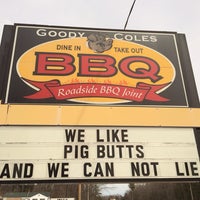 GOODY COLES
DINE IN TAKE OUT
BBQ
Roadside BBQ Joint
WE LIKE
PIG BUTTS
AND WE CAN NOT LIE